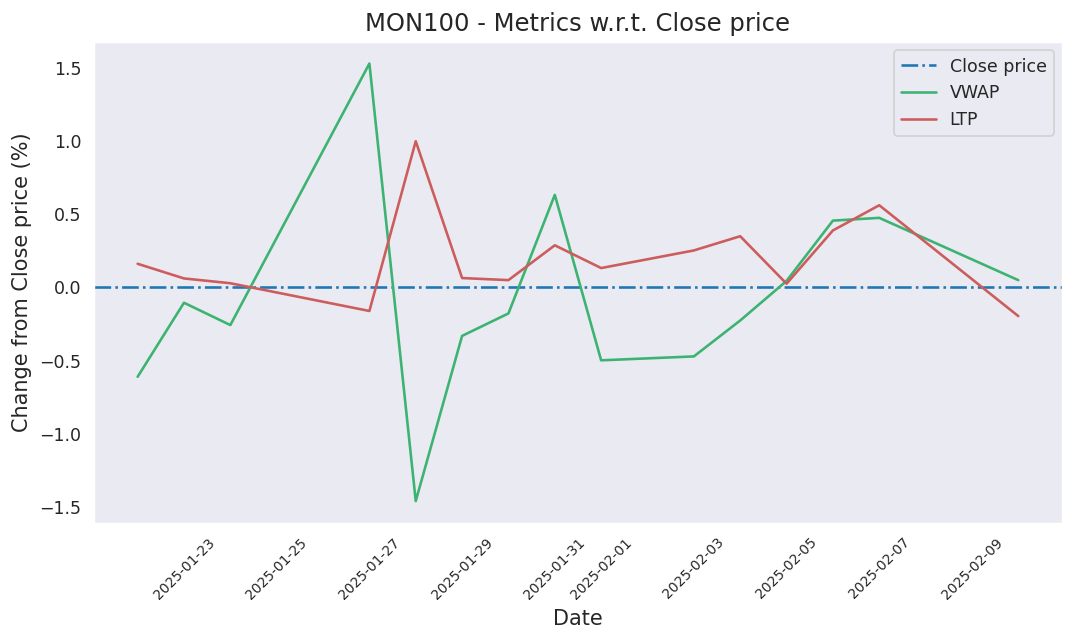 MON100 - Metrics w.r.t. Close price
Close price
VWAP
LTP
Change from Close price (%)
1.5
1.0
0.5
0.0
−0.5
−1.0
−1.5
2025-01-23
2025-01-25
2025-01-27
2025-01-29
2025-01-31
2025-02-01
2025-02-03
2025-02-05
2025-02-07
2025-02-09
Date